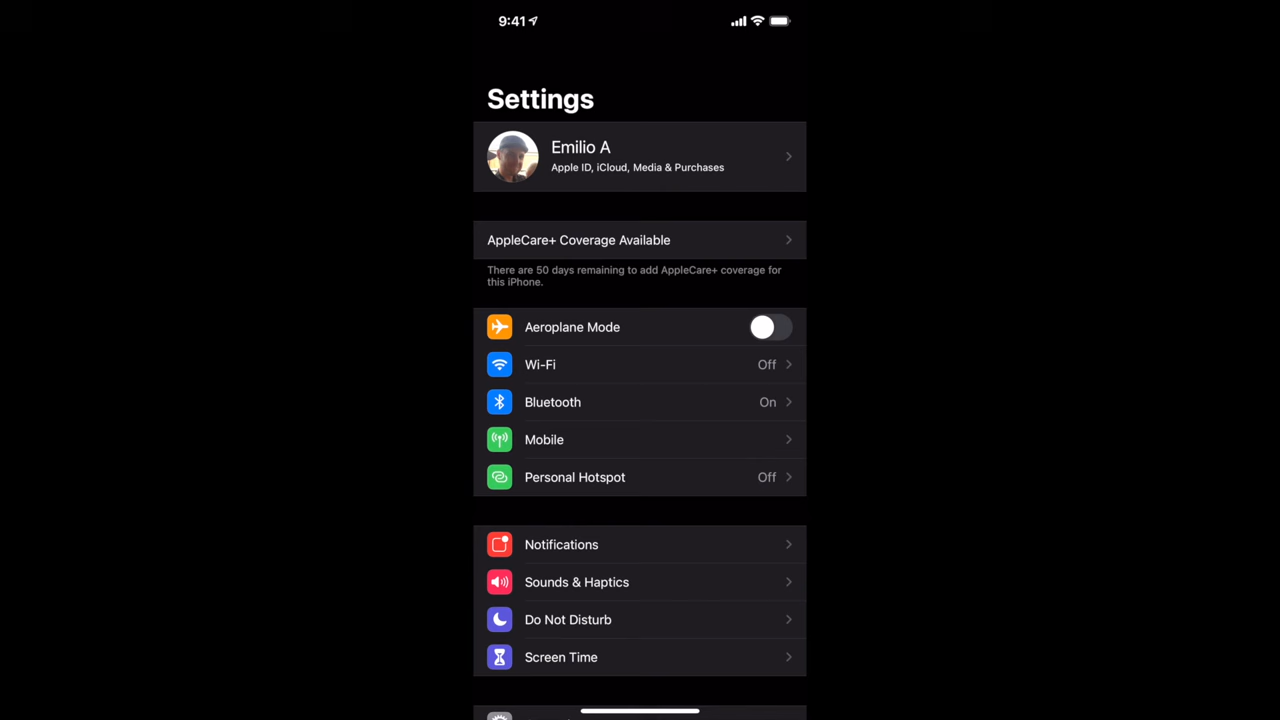 9:41
Settings
Emilio A
Apple ID, iCloud, Media & Purchases
AppleCare+ Coverage Available
There are 50 days remaining to add AppleCare+ coverage for
this iPhone.
Aeroplane Mode
Wi-Fi Off
Bluetooth On
Mobile
Personal Hotspot Off
Notifications
Sounds & Haptics
Do Not Disturb
Screen Time